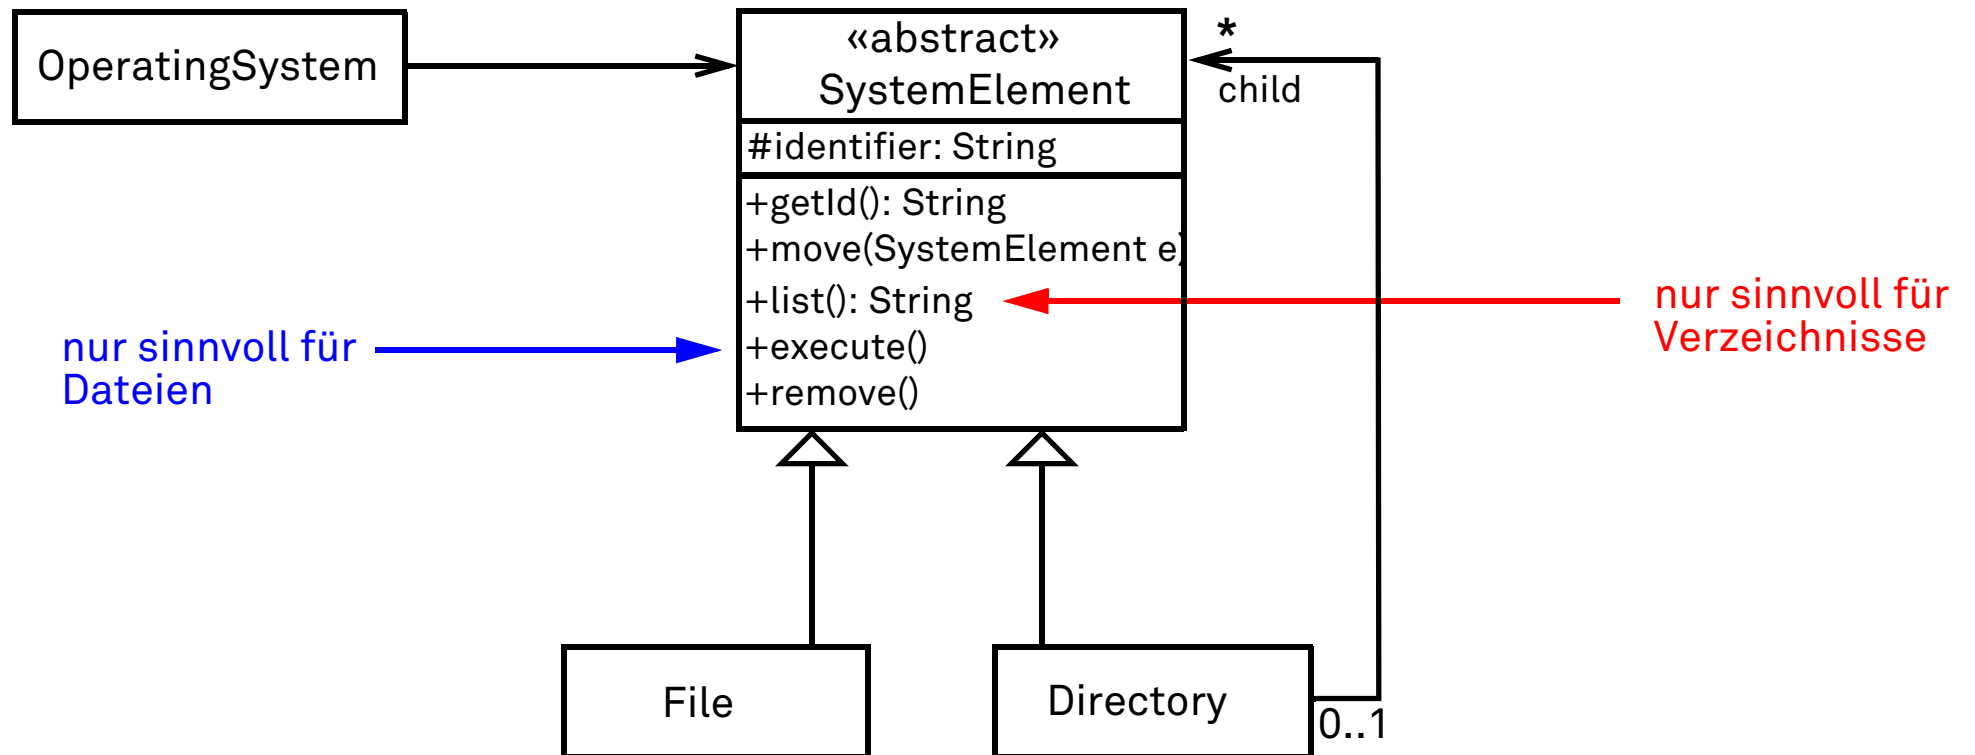 OperatingSystem
«abstract»
SystemElement
*
child
#identifier: String
+getId(): String
+move(SystemElement e)
+list(): String
+execute()
+remove()
nur sinnvoll für
Dateien
nur sinnvoll für
Verzeichnisse
File
Directory
0..1